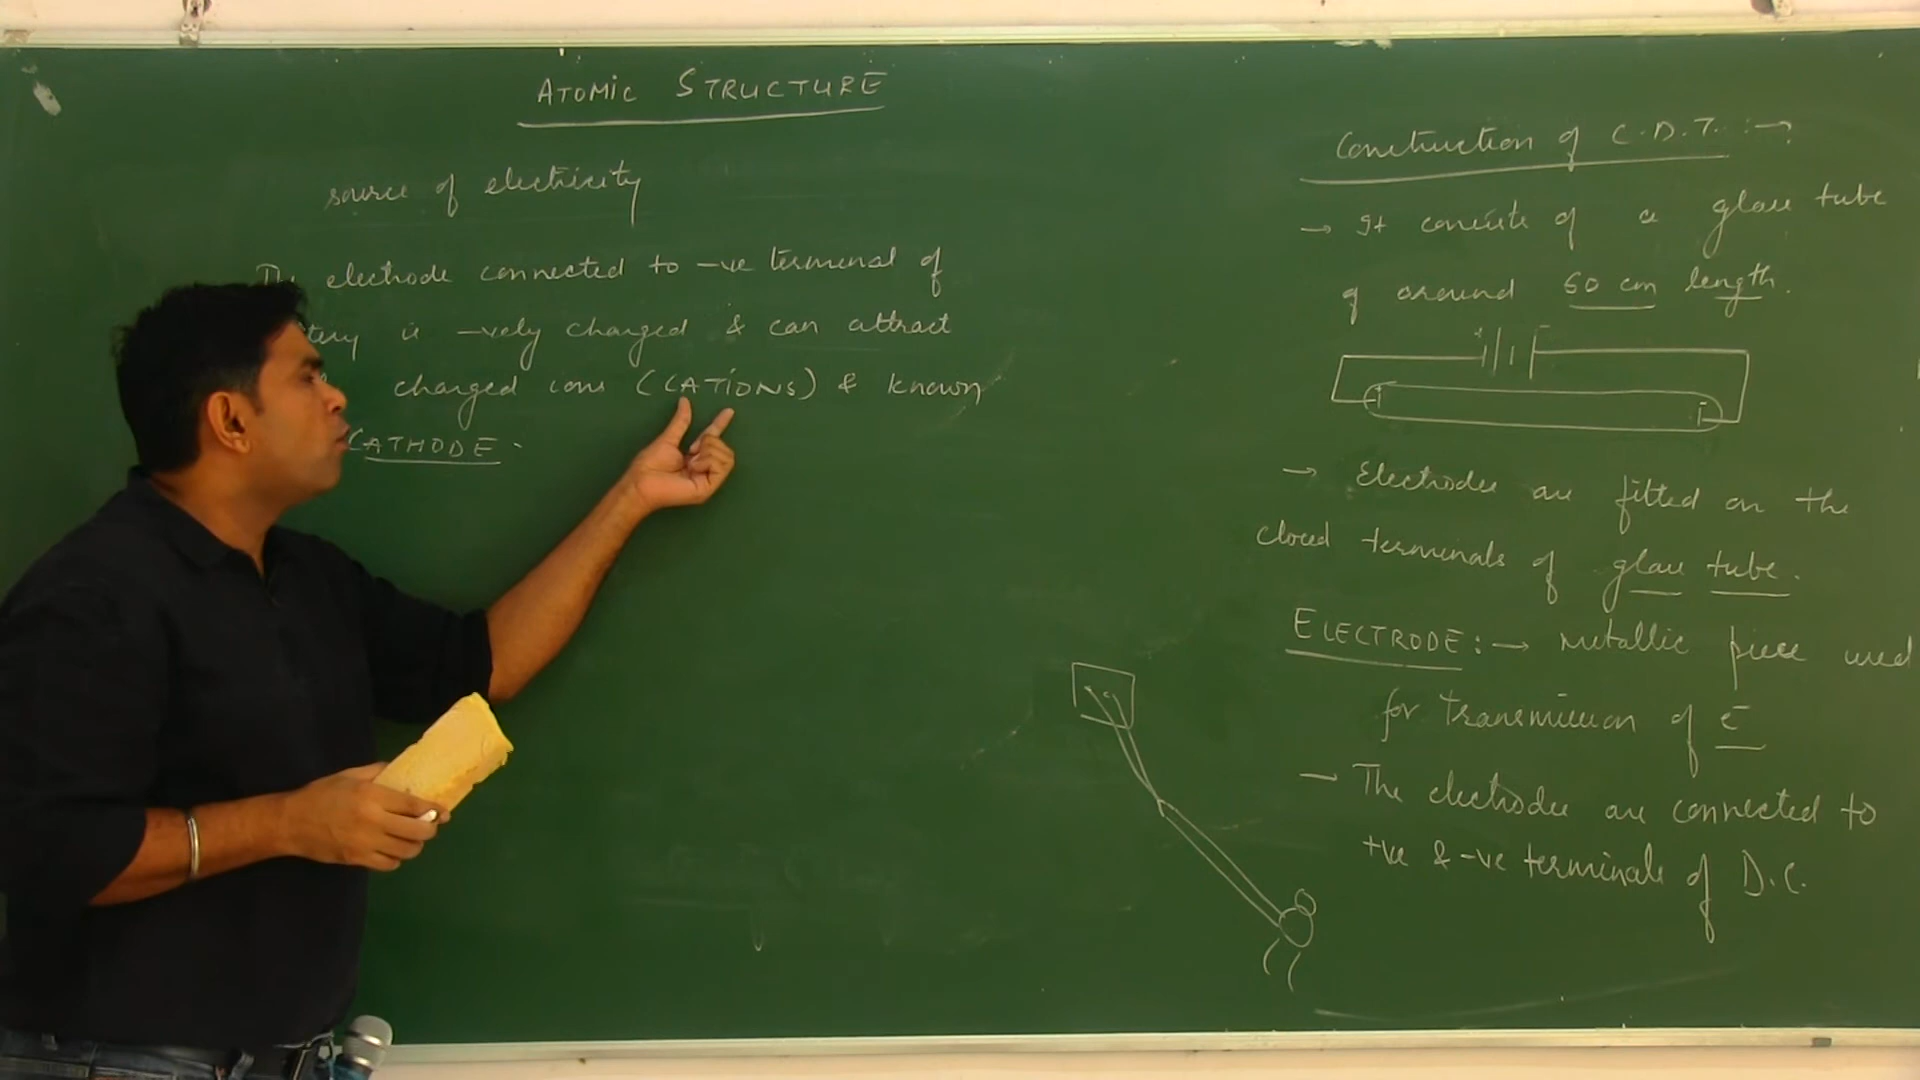 ATOMIC STRUCTURE
source of electricity
The electrode connected to -ve terminal of
is -vely charged & can attract
charged ions (CATIONS) & known
CATHODE.
Construction of C.D.T. :→
→ It consists of a glass tube
of around 60 cm length.
+ -
→ Electrodes are fitted on the
closed terminals of glass tube.
ELECTRODE :→ Metallic piece used
for transmission of e-
→ The electrodes are connected to
+ve & -ve terminals of D.C.